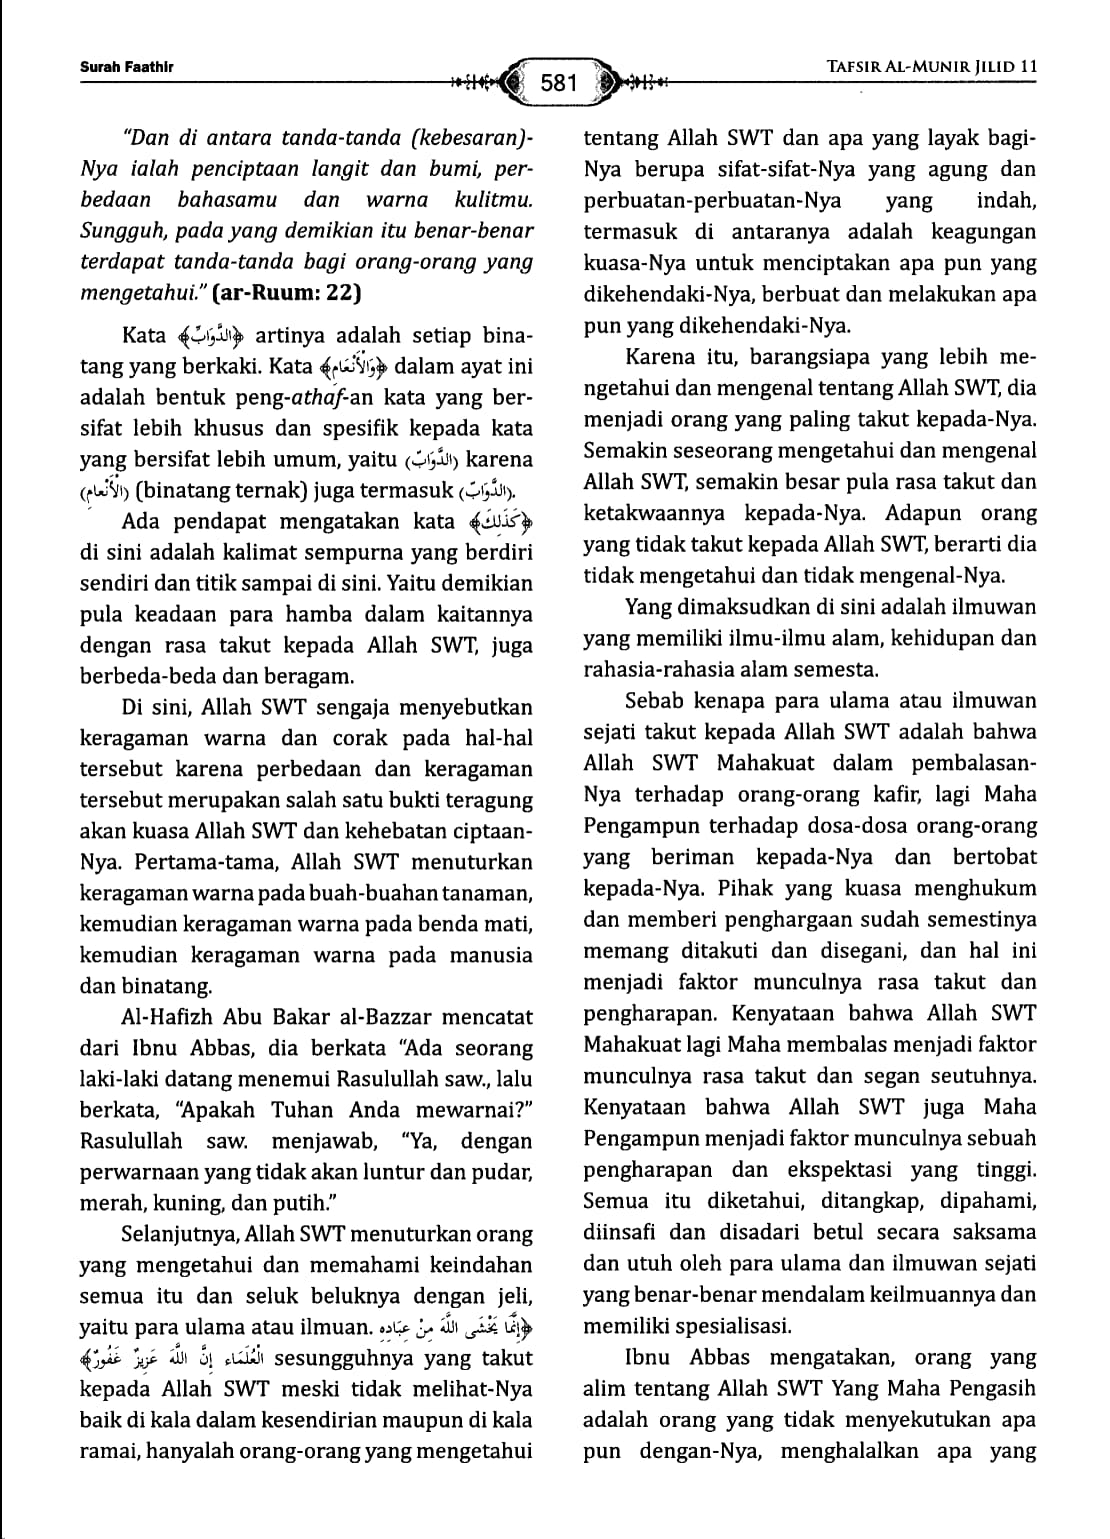 Surah Faathir
581
TAFSIR AL-MUNIR JILID 11
“Dan di antara tanda-tanda (kebesaran)-
Nya ialah penciptaan langit dan bumi, per-
bedaan bahasamu dan warna kulitmu.
Sungguh, pada yang demikian itu benar-benar
terdapat tanda-tanda bagi orang-orang yang
mengetahui.” (ar-Ruum: 22)
Kata ﴿الدَّوَابِّ﴾ artinya adalah setiap bina-
tang yang berkaki. Kata ﴿وَالْأَنْعَامِ﴾ dalam ayat ini
adalah bentuk peng-athaf-an kata yang ber-
sifat lebih khusus dan spesifik kepada kata
yang bersifat lebih umum, yaitu (الدَّوَابّ) karena
(الْأَنْعَام) (binatang ternak) juga termasuk (الدَّوَابّ).
Ada pendapat mengatakan kata ﴿كَذَلِكَ﴾
di sini adalah kalimat sempurna yang berdiri
sendiri dan titik sampai di sini. Yaitu demikian
pula keadaan para hamba dalam kaitannya
dengan rasa takut kepada Allah SWT, juga
berbeda-beda dan beragam.
Di sini, Allah SWT sengaja menyebutkan
keragaman warna dan corak pada hal-hal
tersebut karena perbedaan dan keragaman
tersebut merupakan salah satu bukti teragung
akan kuasa Allah SWT dan kehebatan ciptaan-
Nya. Pertama-tama, Allah SWT menuturkan
keragaman warna pada buah-buahan tanaman,
kemudian keragaman warna pada benda mati,
kemudian keragaman warna pada manusia
dan binatang.
Al-Hafizh Abu Bakar al-Bazzar mencatat
dari Ibnu Abbas, dia berkata “Ada seorang
laki-laki datang menemui Rasulullah saw., lalu
berkata, “Apakah Tuhan Anda mewarnai?”
Rasulullah saw. menjawab, “Ya, dengan
perwarnaan yang tidak akan luntur dan pudar,
merah, kuning, dan putih.”
Selanjutnya, Allah SWT menuturkan orang
yang mengetahui dan memahami keindahan
semua itu dan seluk beluknya dengan jeli,
yaitu para ulama atau ilmuan. ﴿إِنَّمَا يَخْشَى اللَّهَ مِنْ عِبَادِهِ
الْعُلَمَاء إِنَّ اللَّهَ عَزِيزٌ غَفُورٌ﴾ sesungguhnya yang takut
kepada Allah SWT meski tidak melihat-Nya
baik di kala dalam kesendirian maupun di kala
ramai, hanyalah orang-orang yang mengetahui
tentang Allah SWT dan apa yang layak bagi-
Nya berupa sifat-sifat-Nya yang agung dan
perbuatan-perbuatan-Nya yang indah,
termasuk di antaranya adalah keagungan
kuasa-Nya untuk menciptakan apa pun yang
dikehendaki-Nya, berbuat dan melakukan apa
pun yang dikehendaki-Nya.
Karena itu, barangsiapa yang lebih me-
ngetahui dan mengenal tentang Allah SWT, dia
menjadi orang yang paling takut kepada-Nya.
Semakin seseorang mengetahui dan mengenal
Allah SWT, semakin besar pula rasa takut dan
ketakwaannya kepada-Nya. Adapun orang
yang tidak takut kepada Allah SWT, berarti dia
tidak mengetahui dan tidak mengenal-Nya.
Yang dimaksudkan di sini adalah ilmuwan
yang memiliki ilmu-ilmu alam, kehidupan dan
rahasia-rahasia alam semesta.
Sebab kenapa para ulama atau ilmuwan
sejati takut kepada Allah SWT adalah bahwa
Allah SWT Mahakuat dalam pembalasan-
Nya terhadap orang-orang kafir, lagi Maha
Pengampun terhadap dosa-dosa orang-orang
yang beriman kepada-Nya dan bertobat
kepada-Nya. Pihak yang kuasa menghukum
dan memberi penghargaan sudah semestinya
memang ditakuti dan disegani, dan hal ini
menjadi faktor munculnya rasa takut dan
pengharapan. Kenyataan bahwa Allah SWT
Mahakuat lagi Maha membalas menjadi faktor
munculnya rasa takut dan segan seutuhnya.
Kenyataan bahwa Allah SWT juga Maha
Pengampun menjadi faktor munculnya sebuah
pengharapan dan ekspektasi yang tinggi.
Semua itu diketahui, ditangkap, dipahami,
diinsafi dan disadari betul secara saksama
dan utuh oleh para ulama dan ilmuwan sejati
yang benar-benar mendalam keilmuannya dan
memiliki spesialisasi.
Ibnu Abbas mengatakan, orang yang
alim tentang Allah SWT Yang Maha Pengasih
adalah orang yang tidak menyekutukan apa
pun dengan-Nya, menghalalkan apa yang